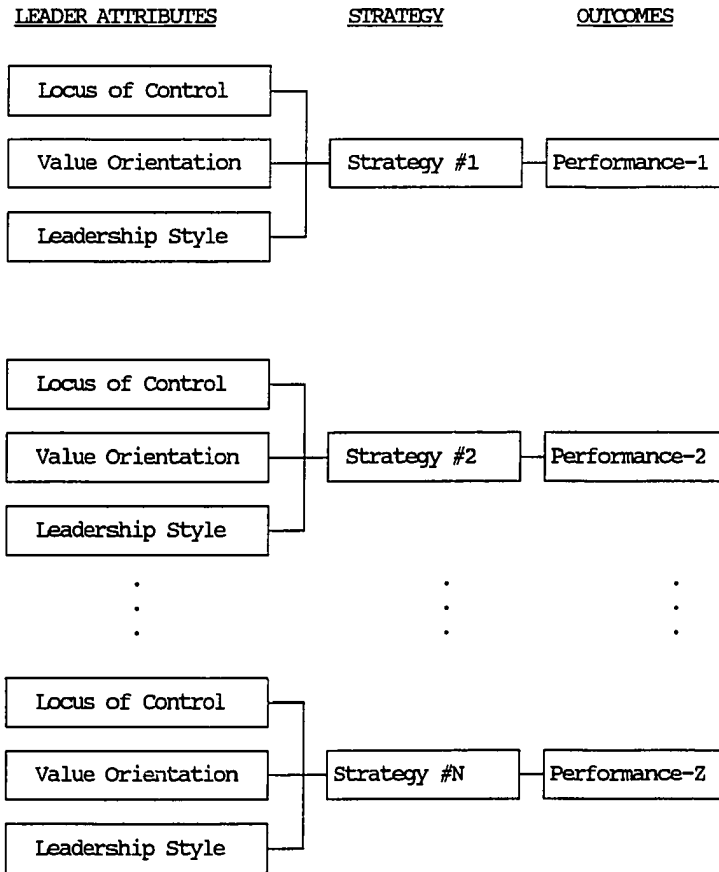 LEADER ATTRIBUTES STRATEGY OUTCOMES
Locus of Control
Value Orientation Strategy #1 Performance-1
Leadership Style
Locus of Control
Value Orientation Strategy #2 Performance-2
Leadership Style
. . .
. . .
. . .
Locus of Control
Value Orientation Strategy #N Performance-Z
Leadership Style